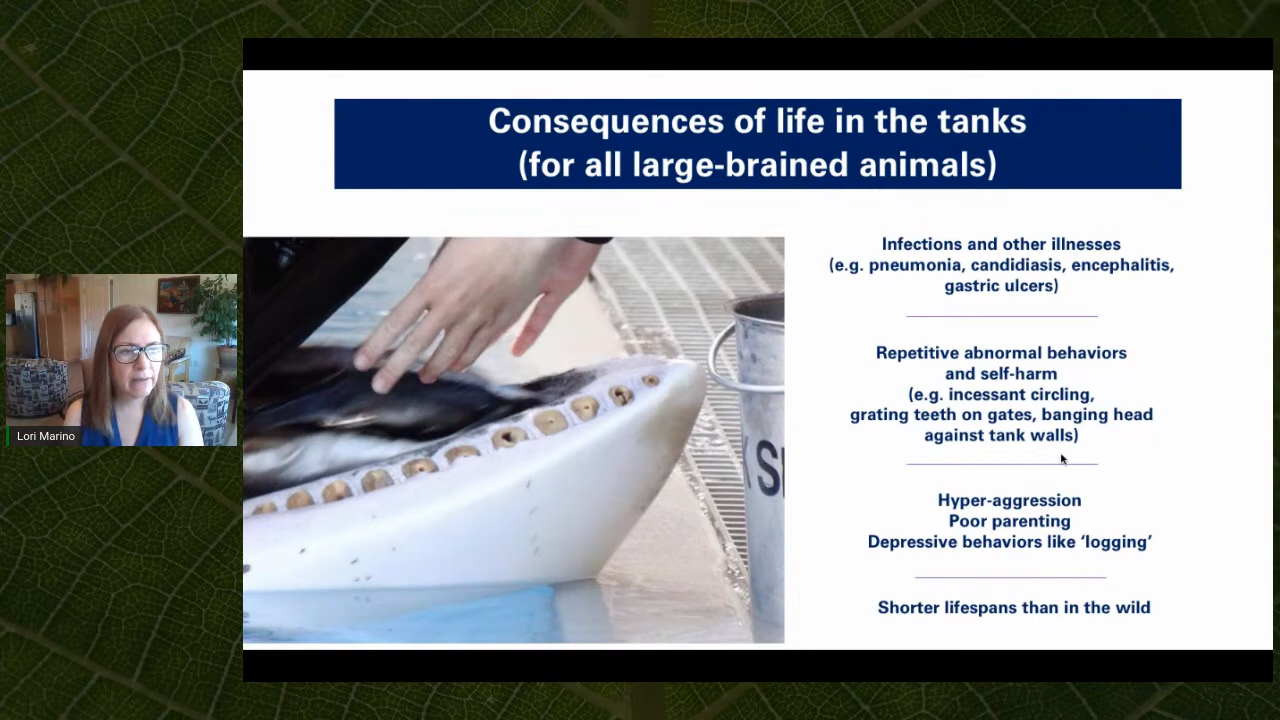 Consequences of life in the tanks
(for all large-brained animals)
Infections and other illnesses
(e.g. pneumonia, candidiasis, encephalitis,
gastric ulcers)
Repetitive abnormal behaviors
and self-harm
(e.g. incessant circling,
grating teeth on gates, banging head
against tank walls)
Hyper-aggression
Poor parenting
Depressive behaviors like ‘logging’
Shorter lifespans than in the wild
Lori Marino